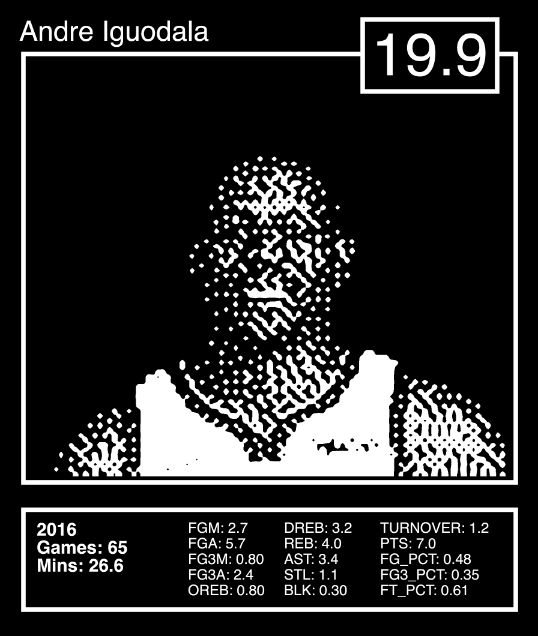 Andre Iguodala
19.9
2016
Games: 65
Mins: 26.6
FGM: 2.7
FGA: 5.7
FG3M: 0.80
FG3A: 2.4
OREB: 0.80
DREB: 3.2
REB: 4.0
AST: 3.4
STL: 1.1
BLK: 0.30
TURNOVER: 1.2
PTS: 7.0
FG_PCT: 0.48
FG3_PCT: 0.35
FT_PCT: 0.61